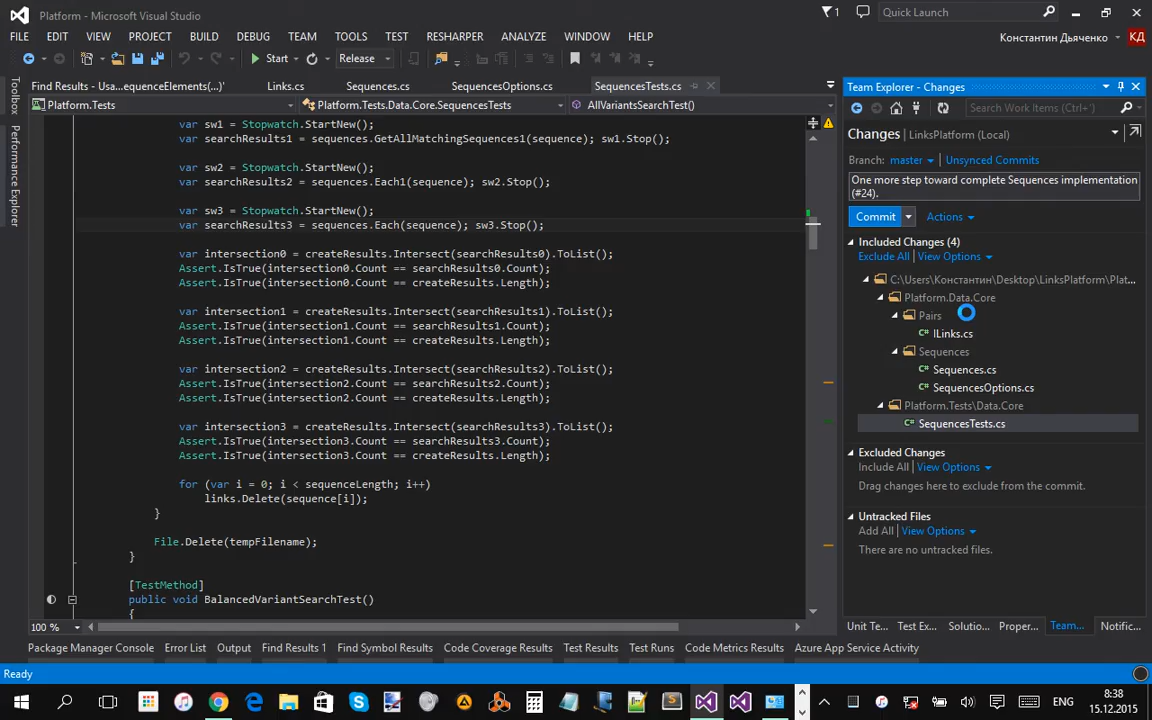 Platform - Microsoft Visual Studio
1
Quick Launch
FILE EDIT VIEW PROJECT BUILD DEBUG TEAM TOOLS TEST RESHARPER ANALYZE WINDOW HELP
Константин Дьяченко
КД
Start Release
Toolbox
Performance Explorer
Find Results - Usa...equenceElements(...)' Links.cs Sequences.cs SequencesOptions.cs SequencesTests.cs
Platform.Tests Platform.Tests.Data.Core.SequencesTests AllVariantsSearchTest()
var sw1 = Stopwatch.StartNew();
var searchResults1 = sequences.GetAllMatchingSequences1(sequence); sw1.Stop();
var sw2 = Stopwatch.StartNew();
var searchResults2 = sequences.Each1(sequence); sw2.Stop();
var sw3 = Stopwatch.StartNew();
var searchResults3 = sequences.Each(sequence); sw3.Stop();
var intersection0 = createResults.Intersect(searchResults0).ToList();
Assert.IsTrue(intersection0.Count == searchResults0.Count);
Assert.IsTrue(intersection0.Count == createResults.Length);
var intersection1 = createResults.Intersect(searchResults1).ToList();
Assert.IsTrue(intersection1.Count == searchResults1.Count);
Assert.IsTrue(intersection1.Count == createResults.Length);
var intersection2 = createResults.Intersect(searchResults2).ToList();
Assert.IsTrue(intersection2.Count == searchResults2.Count);
Assert.IsTrue(intersection2.Count == createResults.Length);
var intersection3 = createResults.Intersect(searchResults3).ToList();
Assert.IsTrue(intersection3.Count == searchResults3.Count);
Assert.IsTrue(intersection3.Count == createResults.Length);
for (var i = 0; i < sequenceLength; i++)
links.Delete(sequence[i]);
}
File.Delete(tempFilename);
}
[TestMethod]
public void BalancedVariantSearchTest()
{
100 %
Team Explorer - Changes
Search Work Items (Ctrl+')
Changes | LinksPlatform (Local)
Branch: master Unsynced Commits
One more step toward complete Sequences implementation
(#24).
Commit Actions
Included Changes (4)
Exclude All | View Options
C:\Users\Константин\Desktop\LinksPlatform\Plat...
Platform.Data.Core
Pairs
ILinks.cs
Sequences
Sequences.cs
SequencesOptions.cs
Platform.Tests\Data.Core
SequencesTests.cs
Excluded Changes
Include All | View Options
Drag changes here to exclude from the commit.
Untracked Files
Add All | View Options
There are no untracked files.
Unit Te... Test Ex... Solutio... Proper... Team... Notific...
Package Manager Console Error List Output Find Results 1 Find Symbol Results Code Coverage Results Test Results Test Runs Code Metrics Results Azure App Service Activity
Ready
ENG
8:38
15.12.2015